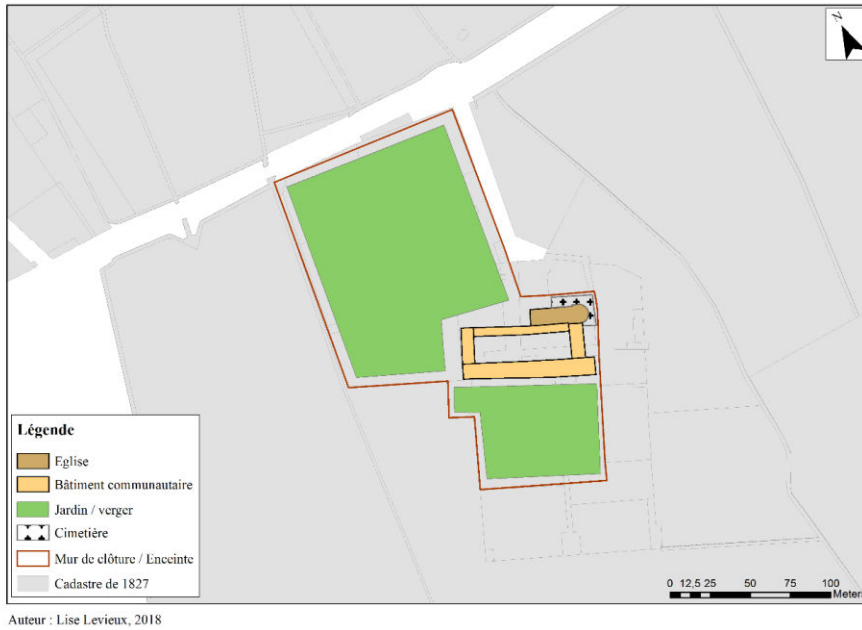 N
Légende
Eglise
Bâtiment communautaire
Jardin / verger
Cimetière
Mur de clôture / Enceinte
Cadastre de 1827
0 12,5 25 50 75 100
Meters
Auteur : Lise Levieux, 2018